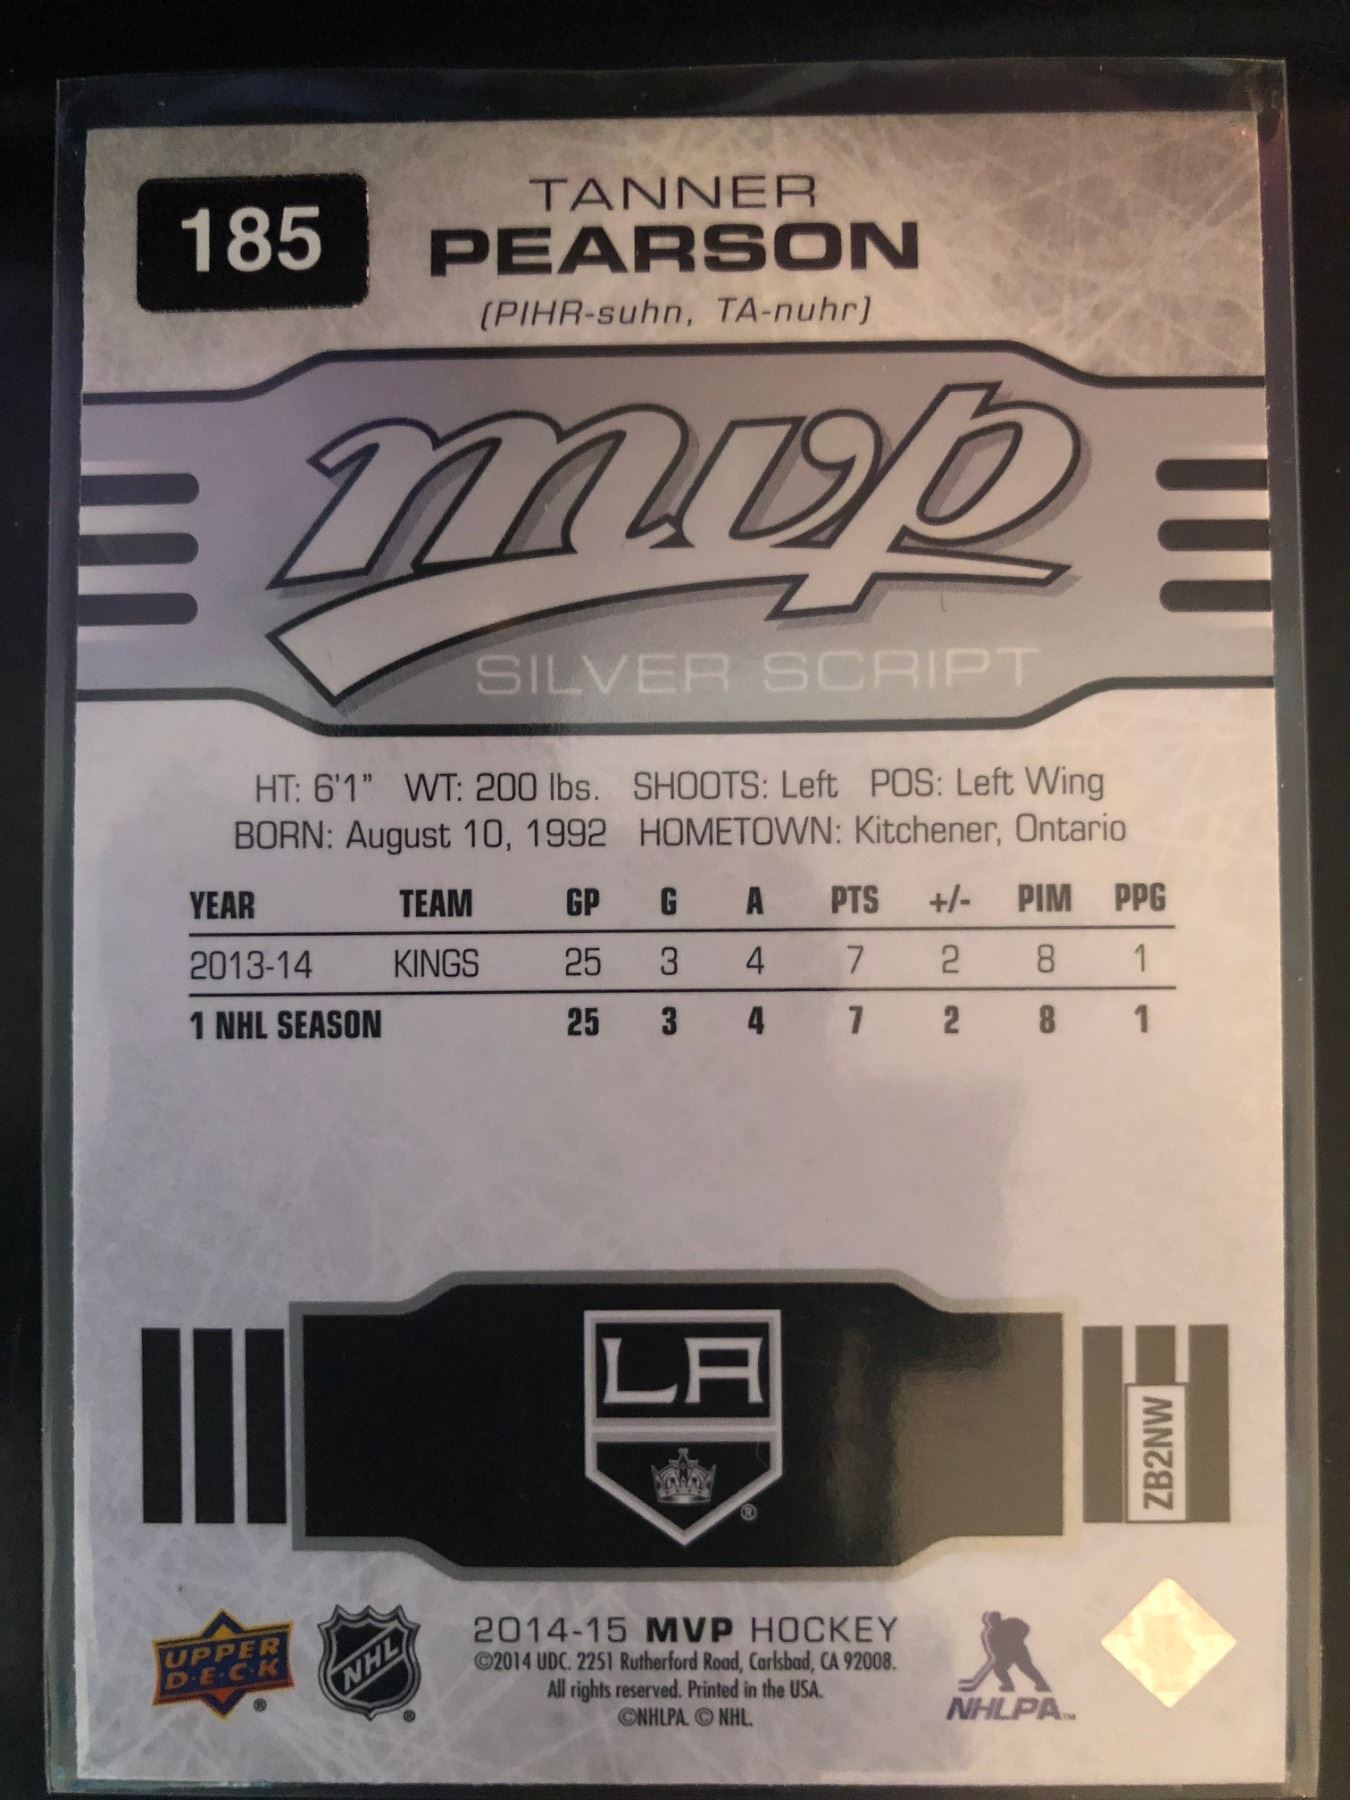 185
TANNER
PEARSON
(PIHR-suhn, TA-nuhr)
mvp
SILVER SCRIPT
HT: 6'1" WT: 200 lbs. SHOOTS: Left POS: Left Wing
BORN: August 10, 1992 HOMETOWN: Kitchener, Ontario
YEAR TEAM GP G A PTS +/- PIM PPG
2013-14 KINGS 25 3 4 7 2 8 1
1 NHL SEASON 25 3 4 7 2 8 1
LA
®
ZB2NW
UPPER
D·E·C·K
®
NHL
®
2014-15 MVP HOCKEY
©2014 UDC. 2251 Rutherford Road, Carlsbad, CA 92008.
All rights reserved. Printed in the USA.
©NHLPA. © NHL.
NHLPA™